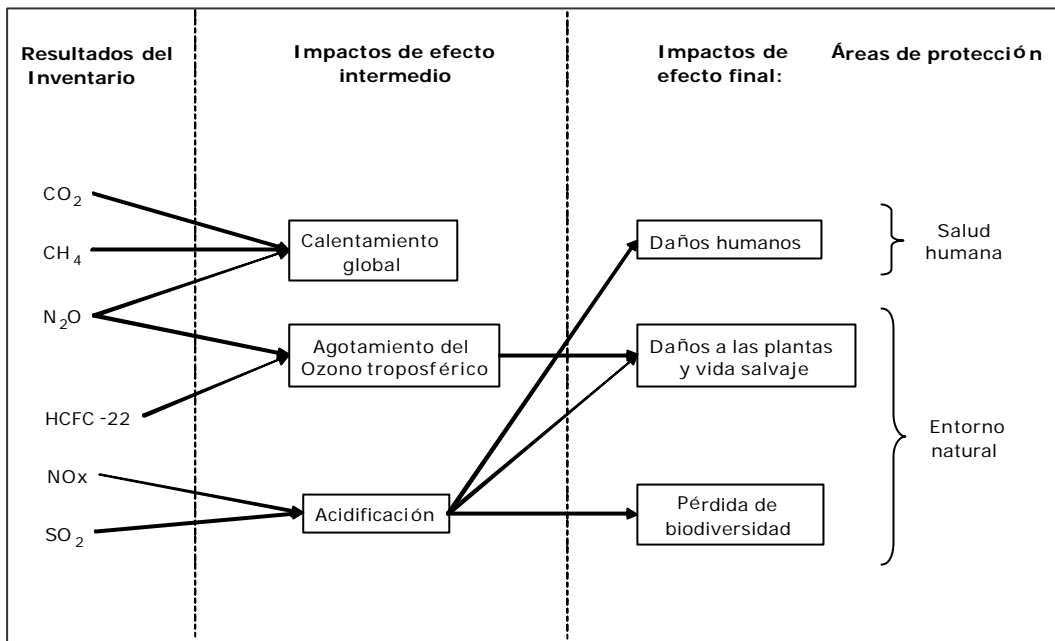 Resultados del
Inventario
Impactos de efecto
intermedio
Impactos de
efecto final:
Áreas de protección
CO2
CH4
N2O
HCFC -22
NOx
SO2
Calentamiento
global
Agotamiento del
Ozono troposférico
Acidificación
Daños humanos
Daños a las plantas
y vida salvaje
Pérdida de
biodiversidad
Salud
humana
Entorno
natural